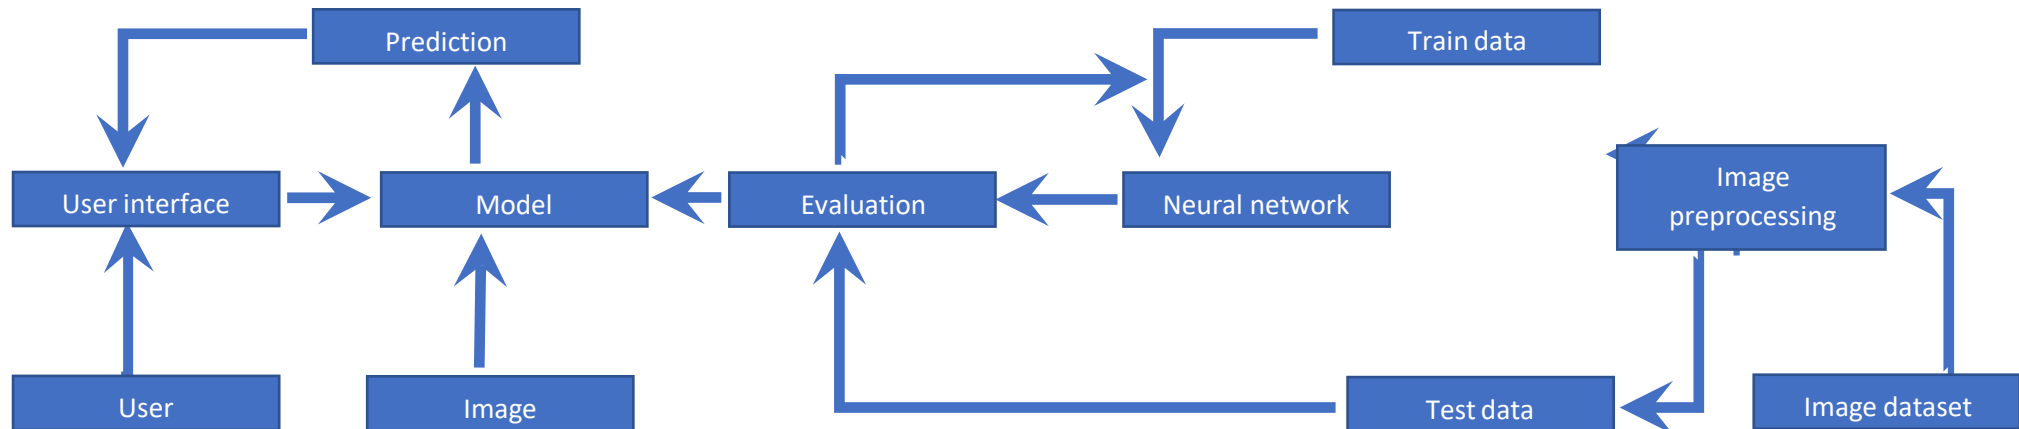 Prediction
Train data
User interface
Model
Evaluation
Neural network
Image
preprocessing
User
Image
Test data
Image dataset